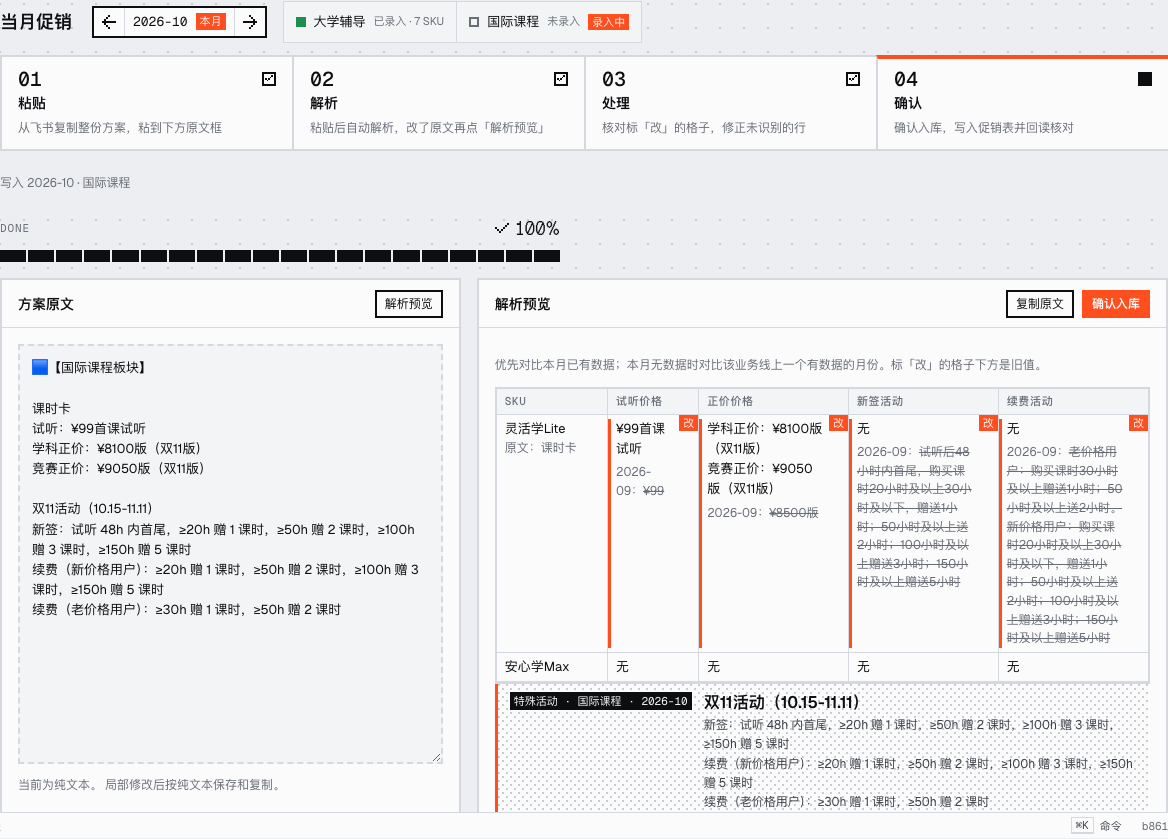 当月促销
2026-10 本月
大学辅导 已录入 · 7 SKU
国际课程 未录入 录入中
01
粘贴
从飞书复制整份方案，粘到下方原文框
02
解析
粘贴后自动解析，改了原文再点「解析预览」
03
处理
核对标「改」的格子，修正未识别的行
04
确认
确认入库，写入促销表并回读核对
写入 2026-10 · 国际课程
DONE
100%
方案原文
解析预览
【国际课程板块】
课时卡
试听：¥99首课试听
学科正价：¥8100版（双11版）
竞赛正价：¥9050版（双11版）
双11活动（10.15-11.11）
新签：试听 48h 内首尾，≥20h 赠 1 课时，≥50h 赠 2 课时，≥100h
赠 3 课时，≥150h 赠 5 课时
续费（新价格用户）：≥20h 赠 1 课时，≥50h 赠 2 课时，≥100h 赠 3
课时，≥150h 赠 5 课时
续费（老价格用户）：≥30h 赠 1 课时，≥50h 赠 2 课时
当前为纯文本。 局部修改后按纯文本保存和复制。
解析预览
复制原文
确认入库
优先对比本月已有数据；本月无数据时对比该业务线上一个有数据的月份。标「改」的格子下方是旧值。
SKU
试听价格
正价价格
新签活动
续费活动
灵活学Lite
原文：课时卡
改
¥99首课
试听
2026-
09：¥99
改
学科正价：¥8100版
（双11版）
竞赛正价：¥9050
版（双11版）
2026-09：¥8500版
改
无
2026-09：试听后48
小时内首尾，购买课
时20小时及以上30小
时及以下，赠送1小
时；50小时及以上送
2小时；100小时及以
上赠送3小时；150小
时及以上赠送5小时
改
无
2026-09：老价格用
户：购买课时30小时
及以上赠送1小时；50
小时及以上送2小时。
新价格用户：购买课
时20小时及以上30小
时及以下，赠送1小
时；50小时及以上送
2小时；100小时及以
上赠送3小时；150小
时及以上赠送5小时
安心学Max
无
无
无
无
特殊活动 · 国际课程 · 2026-10
双11活动（10.15-11.11）
新签：试听 48h 内首尾，≥20h 赠 1 课时，≥50h 赠 2 课时，≥100h 赠 3 课时，
≥150h 赠 5 课时
续费（新价格用户）：≥20h 赠 1 课时，≥50h 赠 2 课时，≥100h 赠 3 课时，≥150h
赠 5 课时
续费（老价格用户）：≥30h 赠 1 课时，≥50h 赠 2 课时
⌘K 命令
b861